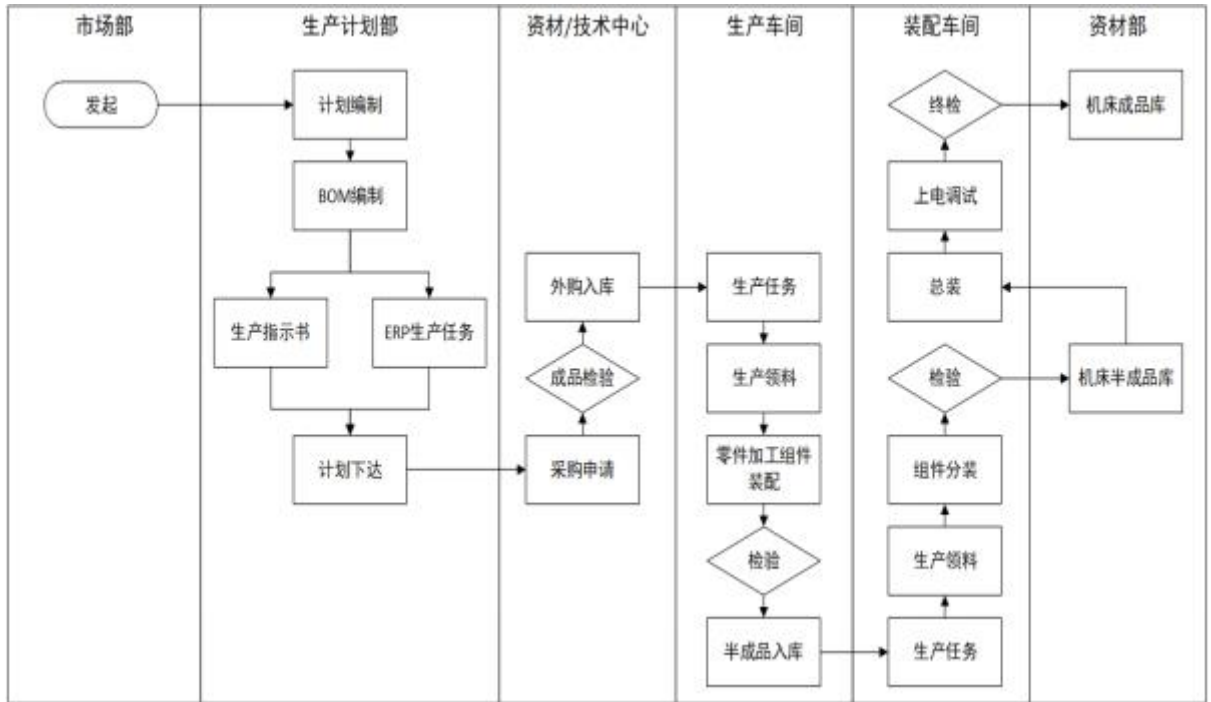 市场部
生产计划部
资材/技术中心
生产车间
装配车间
资材部
发起
计划编制
BOM编制
生产指示书
ERP生产任务
计划下达
外购入库
成品检验
采购申请
生产任务
生产领料
零件加工组件
装配
检验
半成品入库
终检
上电调试
总装
检验
组件分装
生产领料
生产任务
机床成品库
机床半成品库